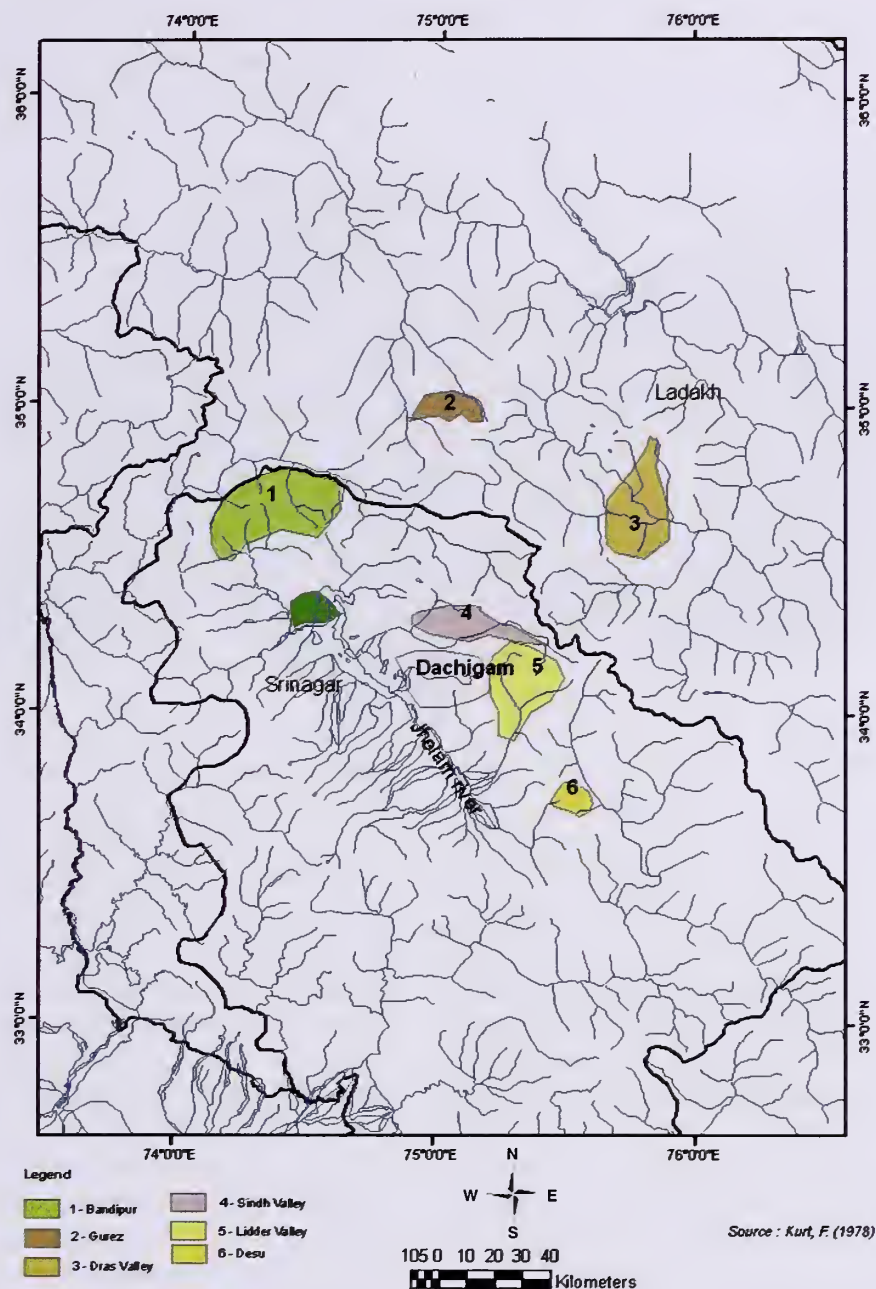 74°0'0"E 75°0'0"E 76°0'0"E
36°0'0"N 36°0'0"N
35°0'0"N 35°0'0"N
Ladakh
2
1
3
4
Dachigam 5
Srinagar
34°0'0"N 34°0'0"N
Jhelam river
6
33°0'0"N 33°0'0"N
74°0'0"E 75°0'0"E 76°0'0"E
Legend
1 - Bandipur
2 - Gurez
3 - Dras Valley
4 - Sindh Valley
5 - Lidder Valley
6 - Desu
N
W E
S
Source : Kurt, F. (1978)
105 0 10 20 30 40
Kilometers